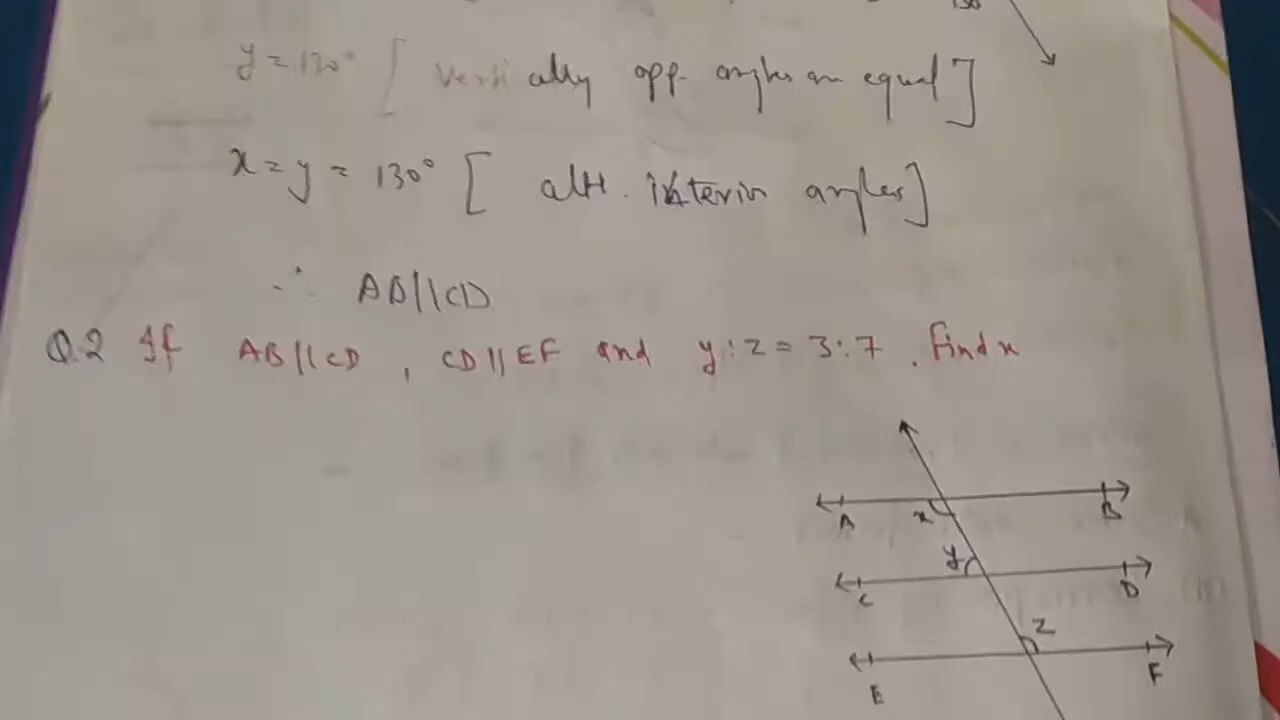 130
y = 130° [ vertically opp. angles are equal ]
x = y = 130° [ alt. interior angles ]
∴ AB||CD
Q.2 If AB||CD , CD||EF and y:z = 3:7 . Find x
A x B
y
C D
z
E F